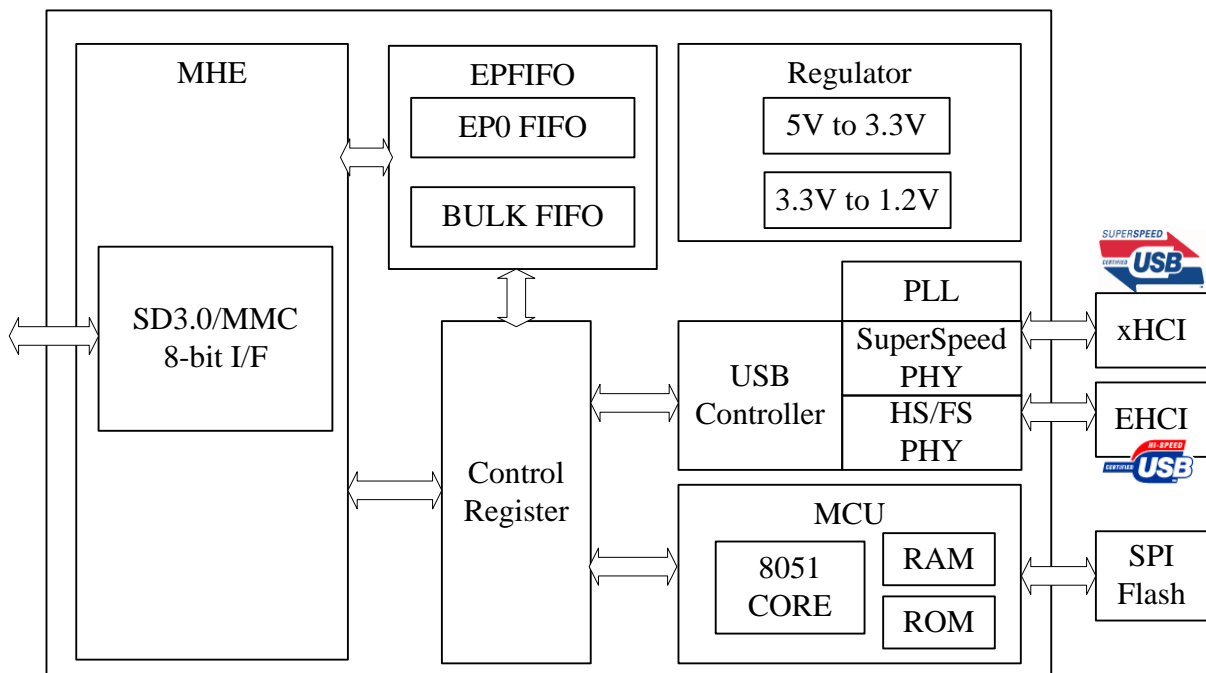 MHE
SD3.0/MMC
8-bit I/F
EPFIFO
EP0 FIFO
BULK FIFO
Regulator
5V to 3.3V
3.3V to 1.2V
Control
Register
USB
Controller
PLL
SuperSpeed
PHY
HS/FS
PHY
MCU
8051
CORE
RAM
ROM
SUPERSPEED
CERTIFIED
USB
xHCI
EHCI
HI-SPEED
CERTIFIED
USB
SPI
Flash